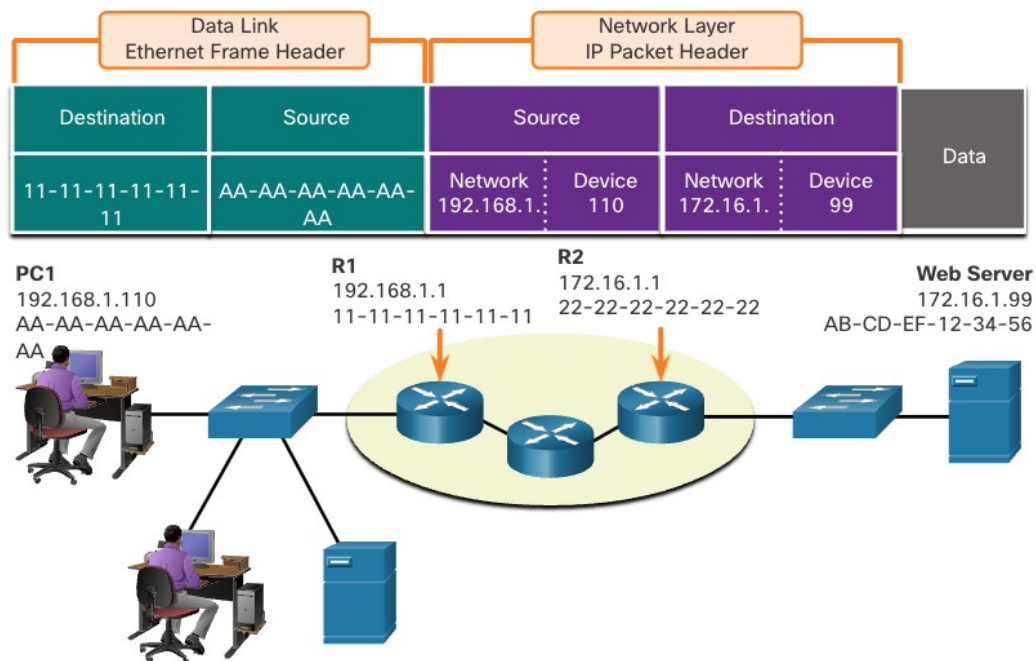 Data Link
Ethernet Frame Header
Network Layer
IP Packet Header
Destination
Source
Source
Destination
Data
11-11-11-11-11-
11
AA-AA-AA-AA-AA-
AA
Network
192.168.1.
Device
110
Network
172.16.1.
Device
99
PC1
192.168.1.110
AA-AA-AA-AA-AA-
AA
R1
192.168.1.1
11-11-11-11-11-11
R2
172.16.1.1
22-22-22-22-22-22
Web Server
172.16.1.99
AB-CD-EF-12-34-56